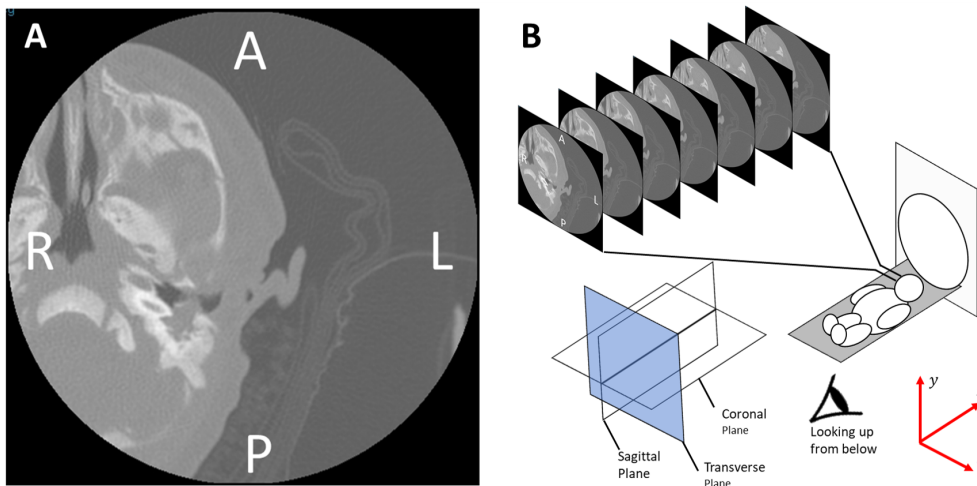 g
A
A
R
L
P
B
A
R
L
P
Coronal
Plane
Sagittal
Plane
Transverse
Plane
Looking up
from below
y